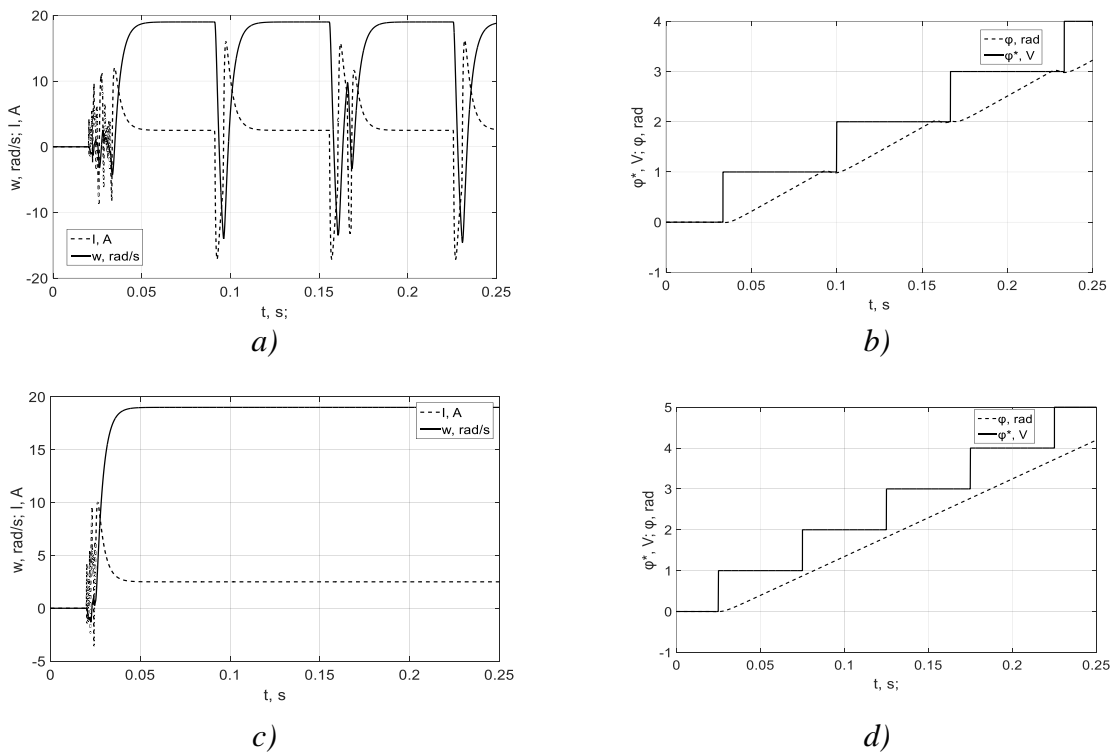 w, rad/s; I, A
20
10
0
-10
-20
I, A
w, rad/s
0
0.05
0.1
0.15
0.2
0.25
t, s;
a)
φ*, V; φ, rad
4
3
2
1
0
-1
φ, rad
φ*, V
0
0.05
0.1
0.15
0.2
0.25
t, s
b)
w, rad/s; I, A
20
15
10
5
0
-5
I, A
w, rad/s
0
0.05
0.1
0.15
0.2
0.25
t, s
c)
φ*, V; φ, rad
5
4
3
2
1
0
-1
φ, rad
φ*, V
0
0.05
0.1
0.15
0.2
0.25
t, s;
d)